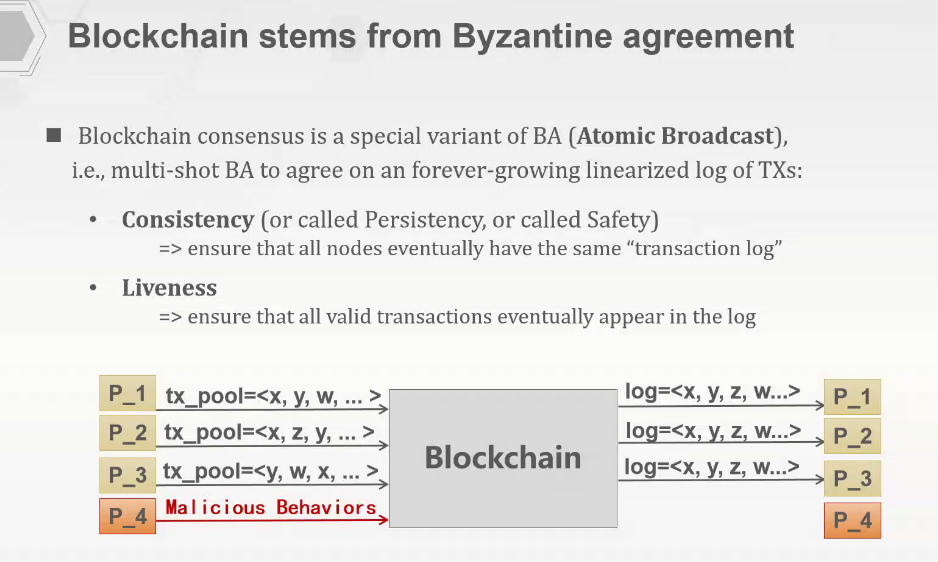 Blockchain stems from Byzantine agreement
■ Blockchain consensus is a special variant of BA (Atomic Broadcast),
i.e., multi-shot BA to agree on an forever-growing linearized log of TXs:
• Consistency (or called Persistency, or called Safety)
=> ensure that all nodes eventually have the same “transaction log”
• Liveness
=> ensure that all valid transactions eventually appear in the log
P_1 tx_pool=<x, y, w, ... > log=<x, y, z, w...> P_1
P_2 tx_pool=<x, z, y, ... > log=<x, y, z, w...> P_2
Blockchain
P_3 tx_pool=<y, w, x, ... > log=<x, y, z, w...> P_3
P_4 Malicious Behaviors P_4